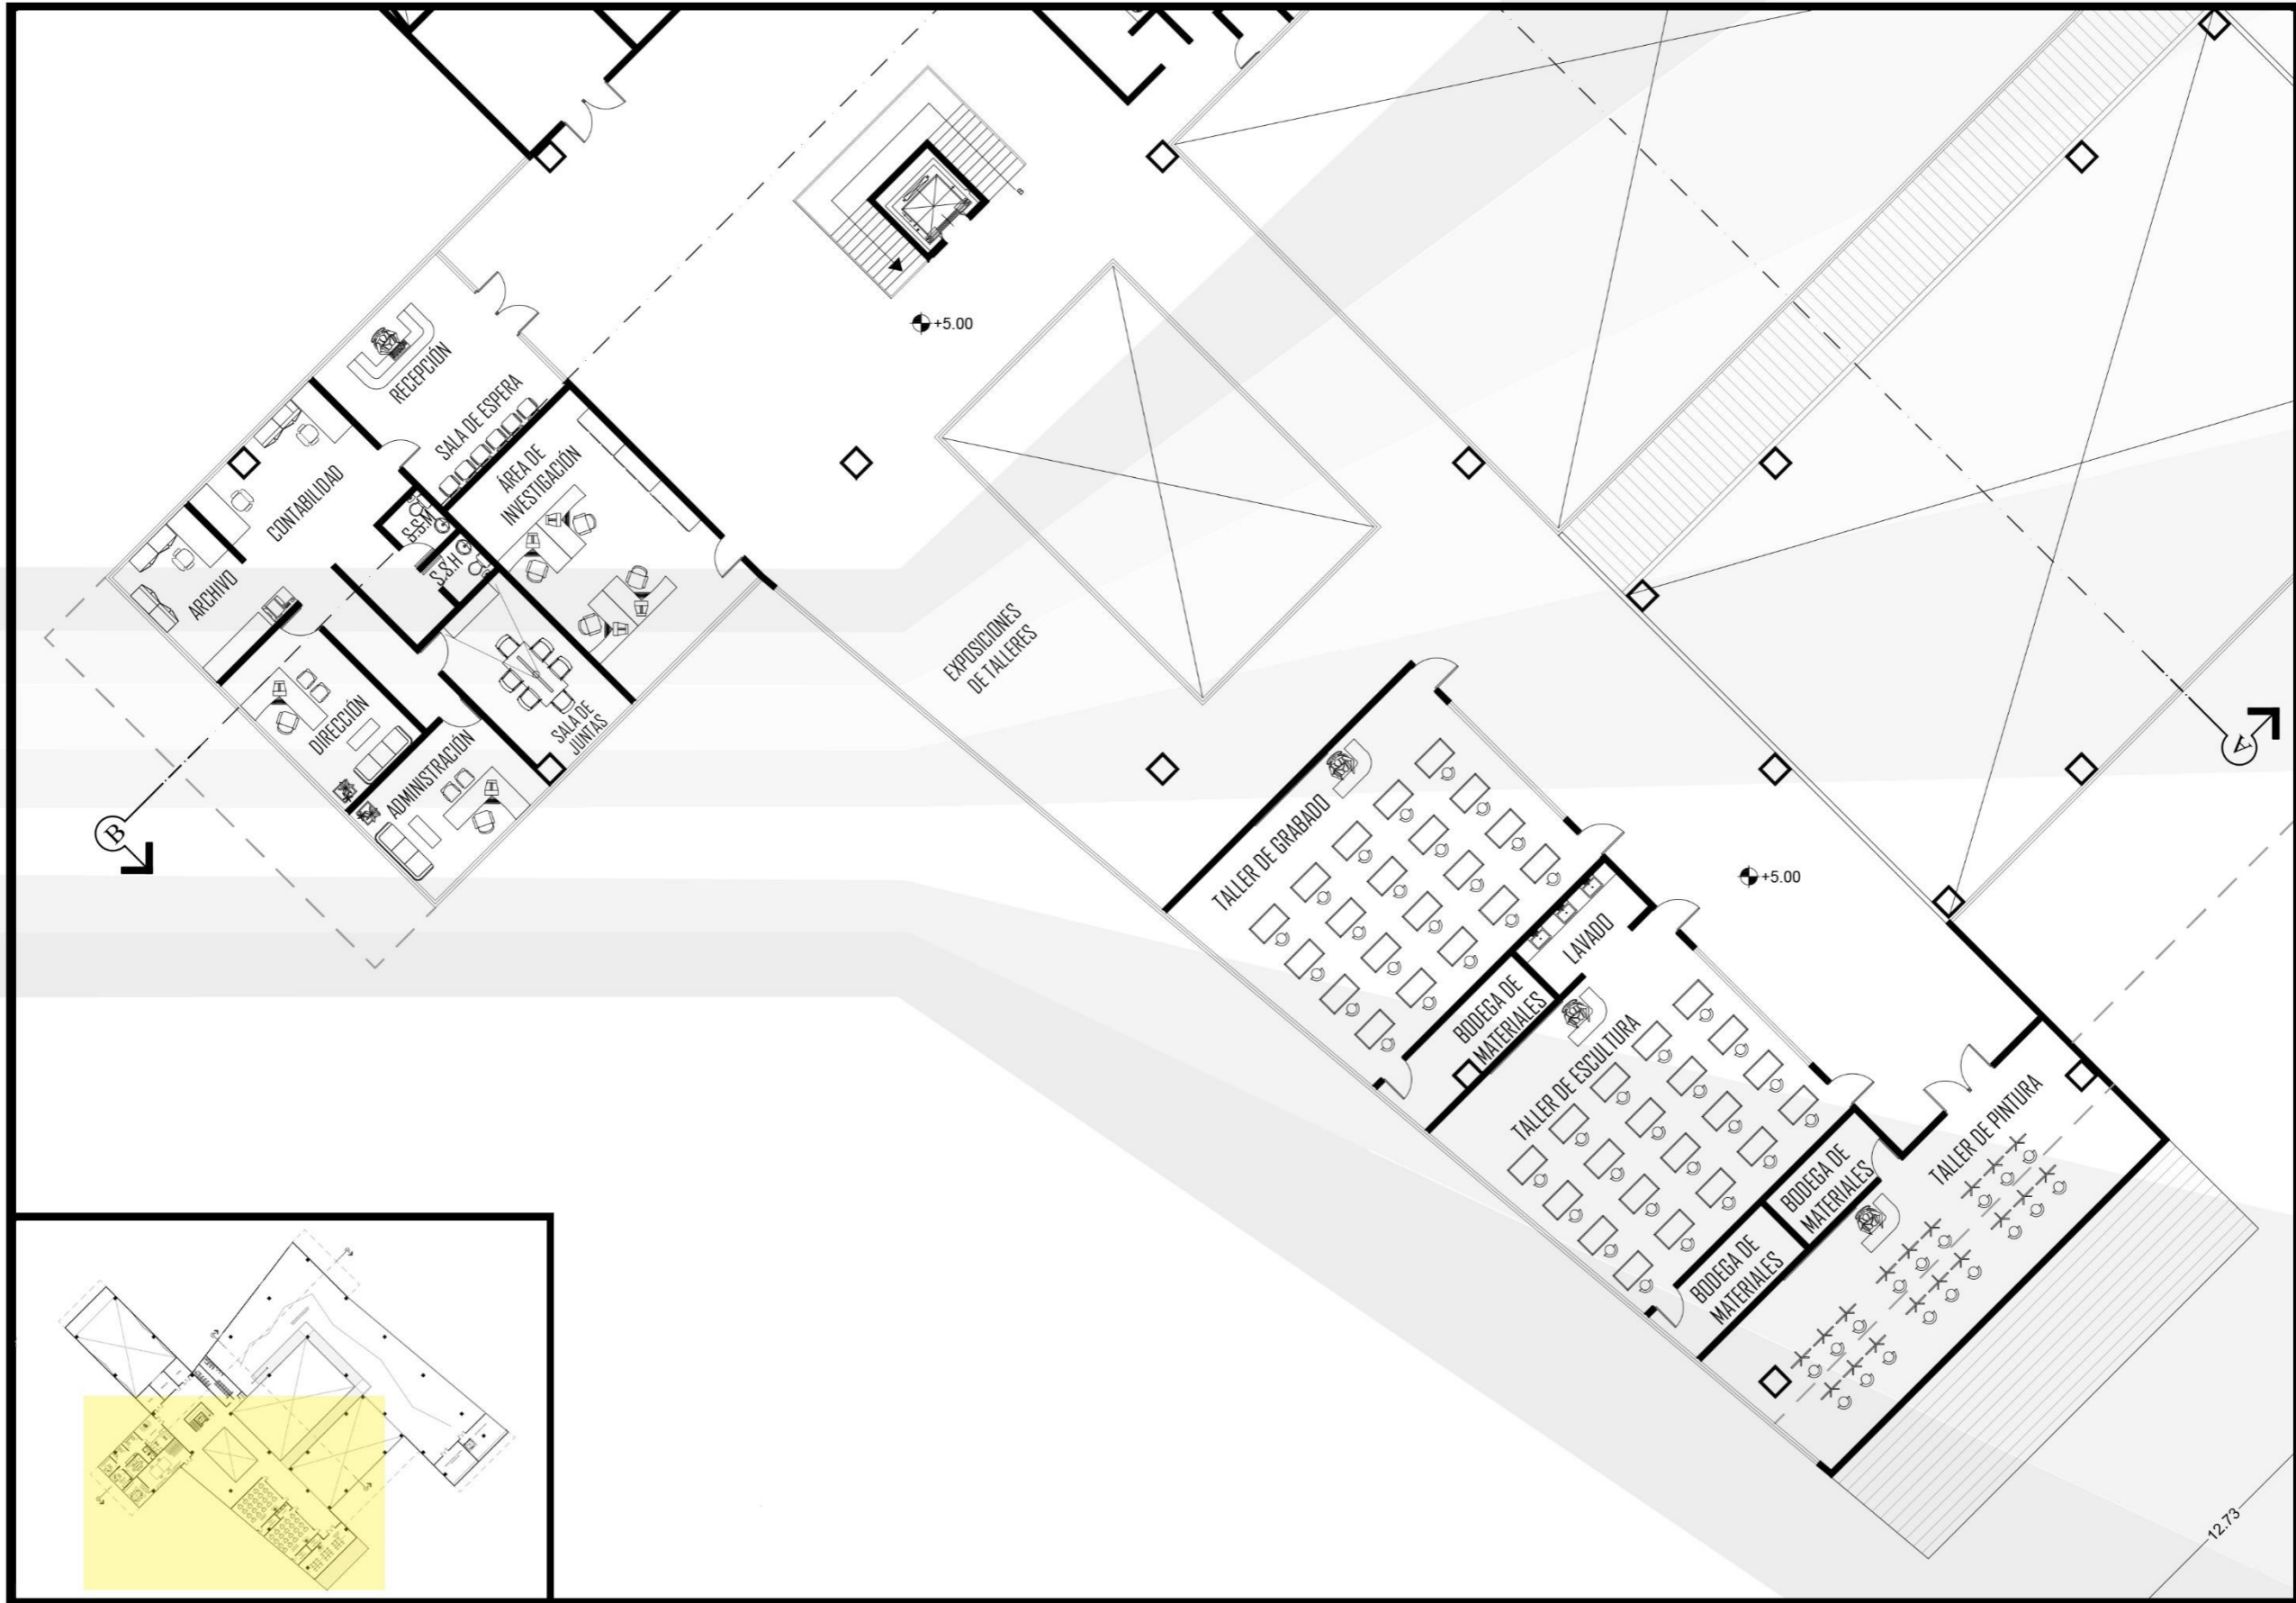 +5.00
RECEPCIÓN
SALA DE ESPERA
ÁREA DE
INVESTIGACIÓN
CONTABILIDAD
S.S.M
S.S.H
ARCHIVO
DIRECCIÓN
SALA DE
JUNTAS
ADMINISTRACIÓN
B
EXPOSICIONES
DE TALLERES
A
TALLER DE GRABADO
+5.00
LAVADO
BODEGA DE
MATERIALES
TALLER DE ESCULTURA
TALLER DE PINTURA
BODEGA DE
MATERIALES
BODEGA DE
MATERIALES
12.73